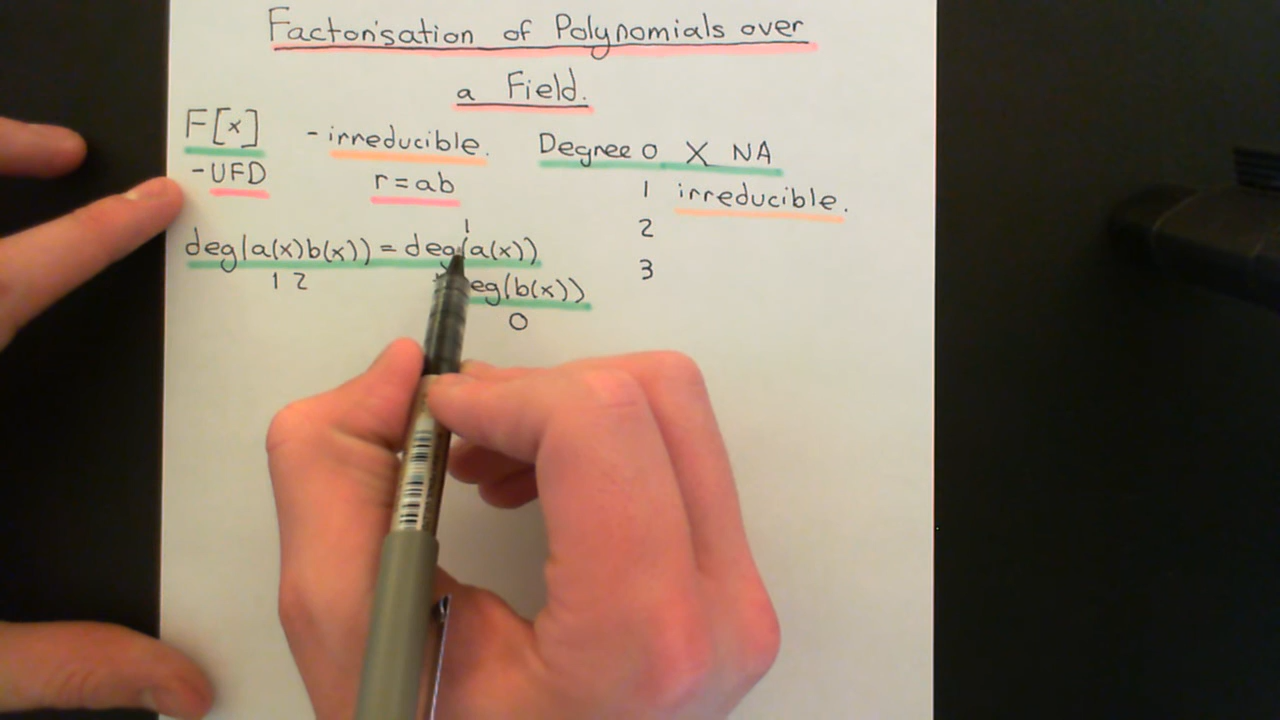 Factorisation of Polynomials over
a Field.
F[x] - irreducible. Degree 0 X NA
- UFD r = ab 1 irreducible.
1 2
deg(a(x)b(x)) = deg(a(x))
1 2 eg(b(x)) 3
0